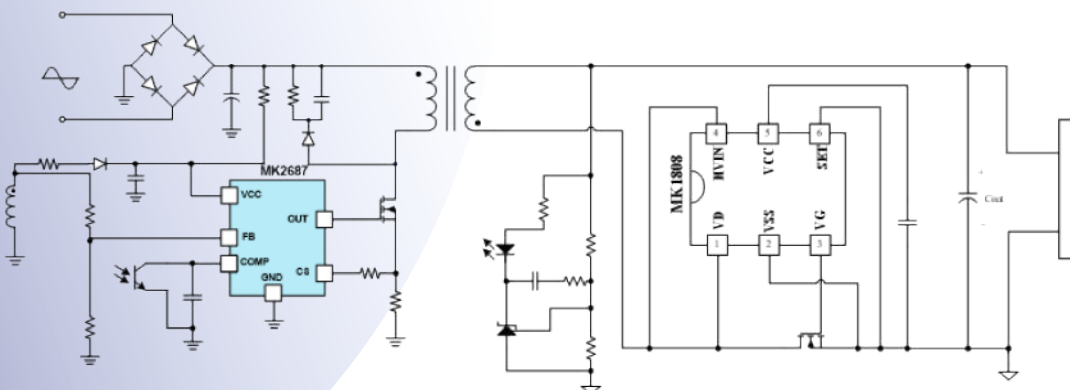 MK2687
VCC
OUT
FB
COMP
CS
GND
MK1808
4
5
6
HVIN
VCC
SET
VD
VSS
VG
1
2
3
+
Cout
-